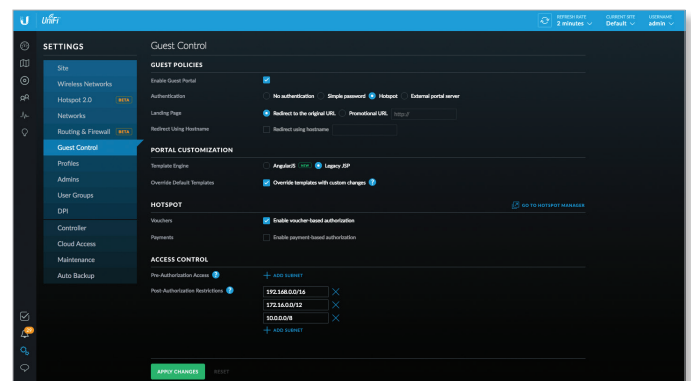 U UniFi
REFRESH RATE
2 minutes
CURRENT SITE
Default
USERNAME
admin
SETTINGS
Site
Wireless Networks
Hotspot 2.0 BETA
Networks
Routing & Firewall BETA
Guest Control
Profiles
Admins
User Groups
DPI
Controller
Cloud Access
Maintenance
Auto Backup
Guest Control
GUEST POLICIES
Enable Guest Portal
Authentication No authentication Simple password Hotspot External portal server
Landing Page Redirect to the original URL Promotional URL http://
Redirect Using Hostname Redirect using hostname
PORTAL CUSTOMIZATION
Template Engine AngularJS NEW Legacy JSP
Override Default Templates Override templates with custom changes ?
HOTSPOT GO TO HOTSPOT MANAGER
Vouchers Enable voucher-based authorization
Payments Enable payment-based authorization
ACCESS CONTROL
Pre-Authorization Access ? + ADD SUBNET
Post-Authorization Restrictions ? 192.168.0.0/16
172.16.0.0/12
10.0.0.0/8
+ ADD SUBNET
APPLY CHANGES RESET